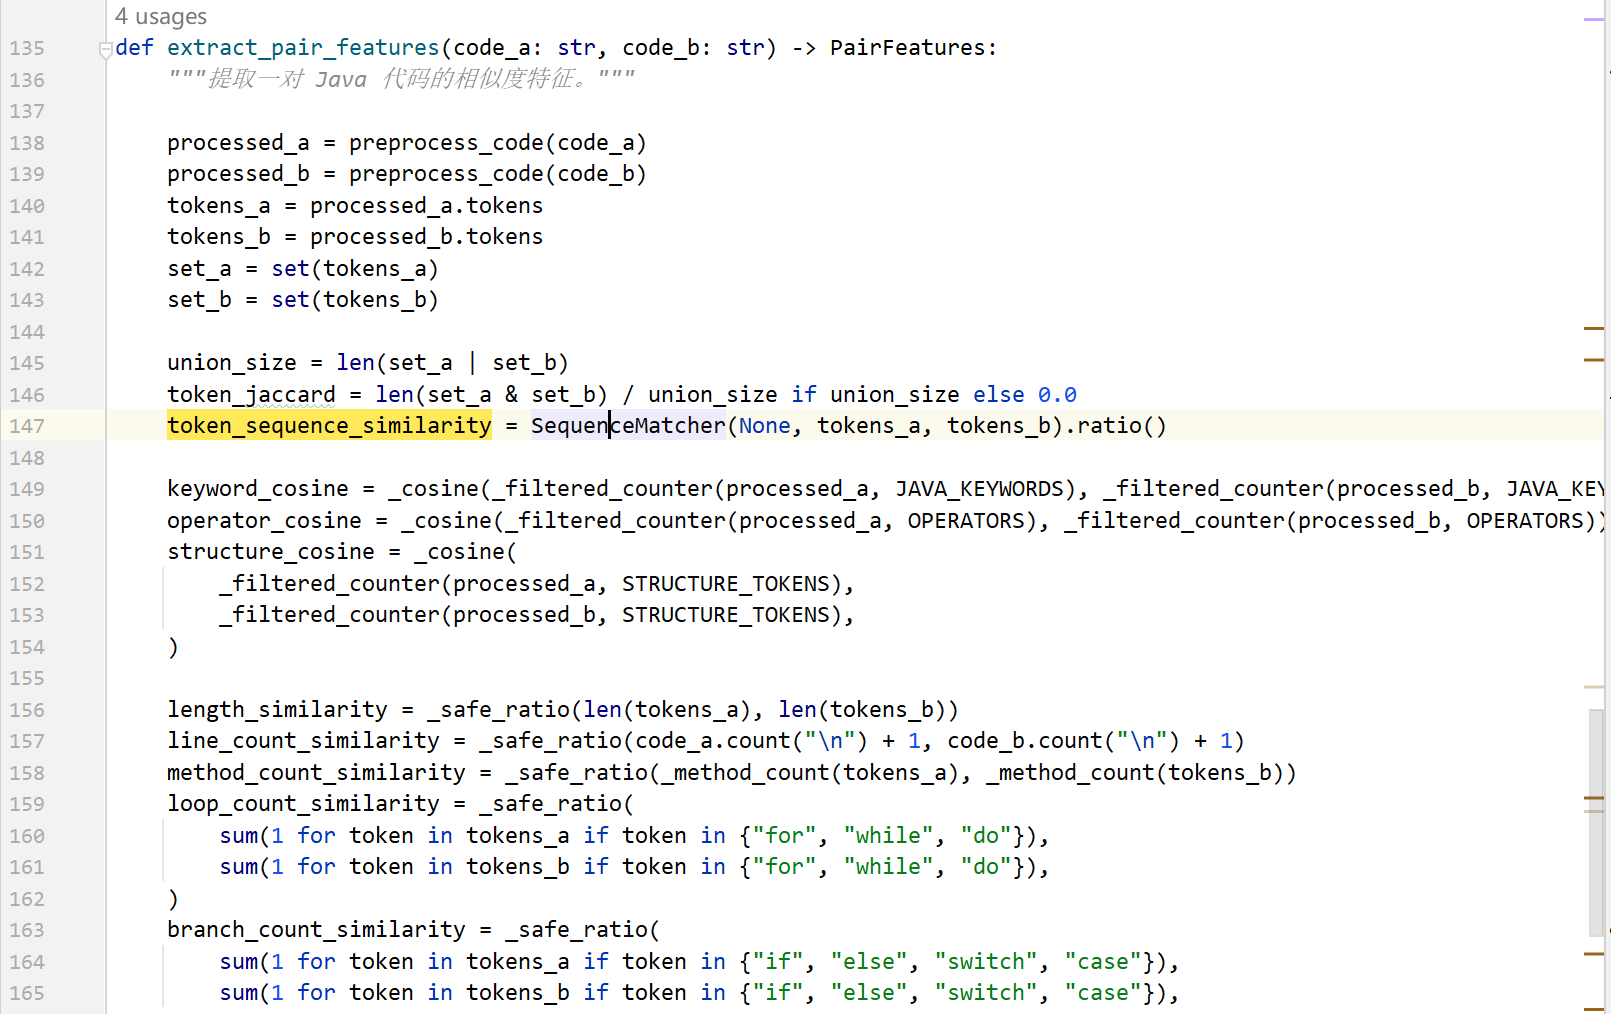 4 usages
135 def extract_pair_features(code_a: str, code_b: str) -> PairFeatures:
136 """提取一对 Java 代码的相似度特征。"""
137
138 processed_a = preprocess_code(code_a)
139 processed_b = preprocess_code(code_b)
140 tokens_a = processed_a.tokens
141 tokens_b = processed_b.tokens
142 set_a = set(tokens_a)
143 set_b = set(tokens_b)
144
145 union_size = len(set_a | set_b)
146 token_jaccard = len(set_a & set_b) / union_size if union_size else 0.0
147 token_sequence_similarity = SequenceMatcher(None, tokens_a, tokens_b).ratio()
148
149 keyword_cosine = _cosine(_filtered_counter(processed_a, JAVA_KEYWORDS), _filtered_counter(processed_b, JAVA_KEY
150 operator_cosine = _cosine(_filtered_counter(processed_a, OPERATORS), _filtered_counter(processed_b, OPERATORS))
151 structure_cosine = _cosine(
152 _filtered_counter(processed_a, STRUCTURE_TOKENS),
153 _filtered_counter(processed_b, STRUCTURE_TOKENS),
154 )
155
156 length_similarity = _safe_ratio(len(tokens_a), len(tokens_b))
157 line_count_similarity = _safe_ratio(code_a.count("\n") + 1, code_b.count("\n") + 1)
158 method_count_similarity = _safe_ratio(_method_count(tokens_a), _method_count(tokens_b))
159 loop_count_similarity = _safe_ratio(
160 sum(1 for token in tokens_a if token in {"for", "while", "do"}),
161 sum(1 for token in tokens_b if token in {"for", "while", "do"}),
162 )
163 branch_count_similarity = _safe_ratio(
164 sum(1 for token in tokens_a if token in {"if", "else", "switch", "case"}),
165 sum(1 for token in tokens_b if token in {"if", "else", "switch", "case"}),